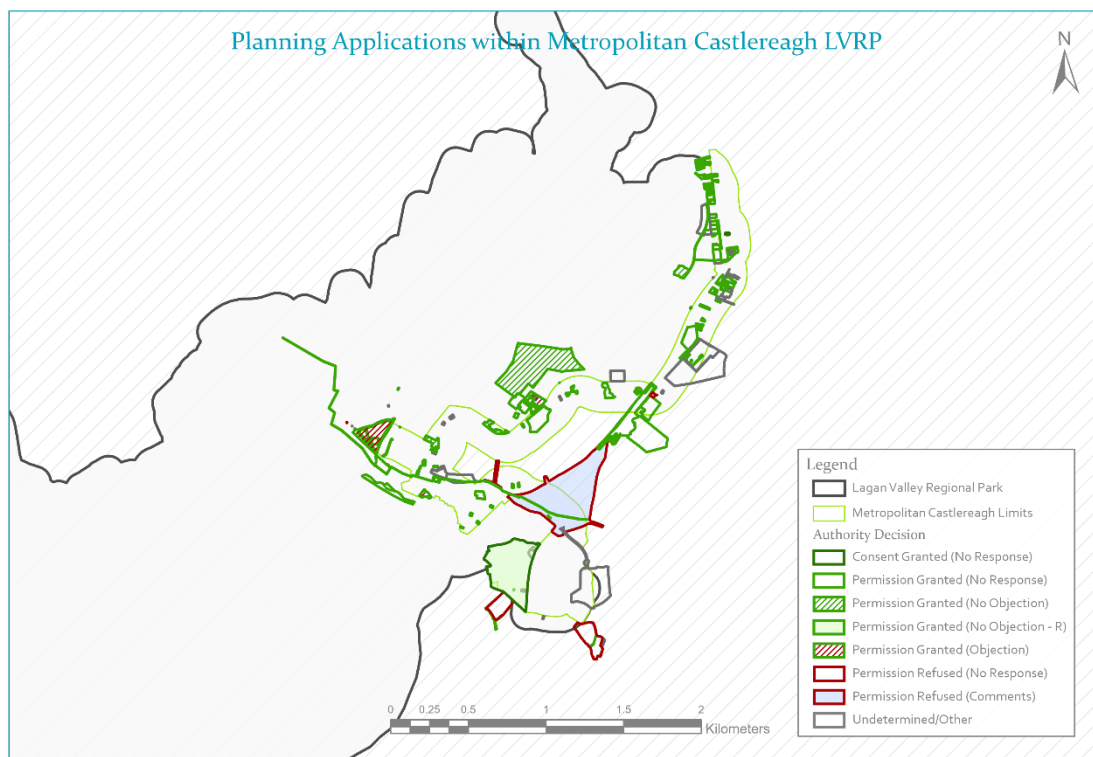 Planning Applications within Metropolitan Castlereagh LVRP
N
Legend
Lagan Valley Regional Park
Metropolitan Castlereagh Limits
Authority Decision
Consent Granted (No Response)
Permission Granted (No Response)
Permission Granted (No Objection)
Permission Granted (No Objection - R)
Permission Granted (Objection)
Permission Refused (No Response)
Permission Refused (Comments)
Undetermined/Other
0 0.25 0.5 1 1.5 2
Kilometers